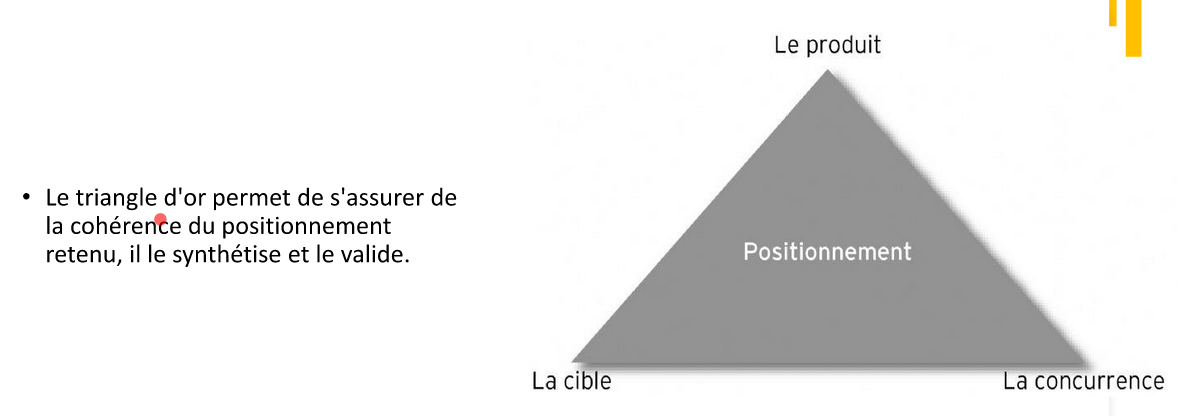 Le produit
• Le triangle d'or permet de s'assurer de
la cohérence du positionnement
retenu, il le synthétise et le valide.
Positionnement
La cible
La concurrence